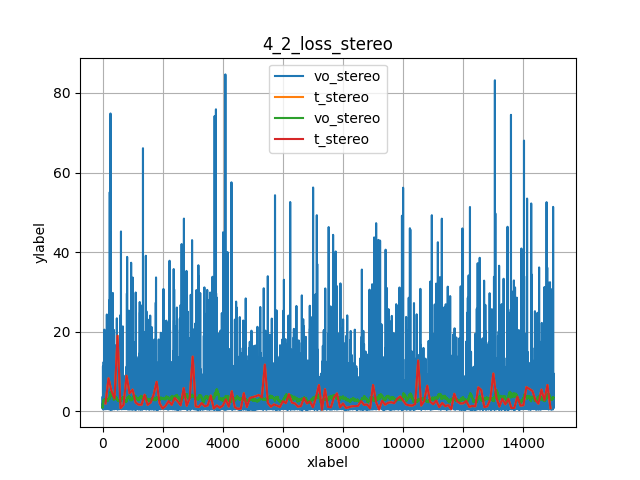 4_2_loss_stereo
vo_stereo
t_stereo
vo_stereo
t_stereo
80
60
40
20
0
ylabel
0 2000 4000 6000 8000 10000 12000 14000
xlabel